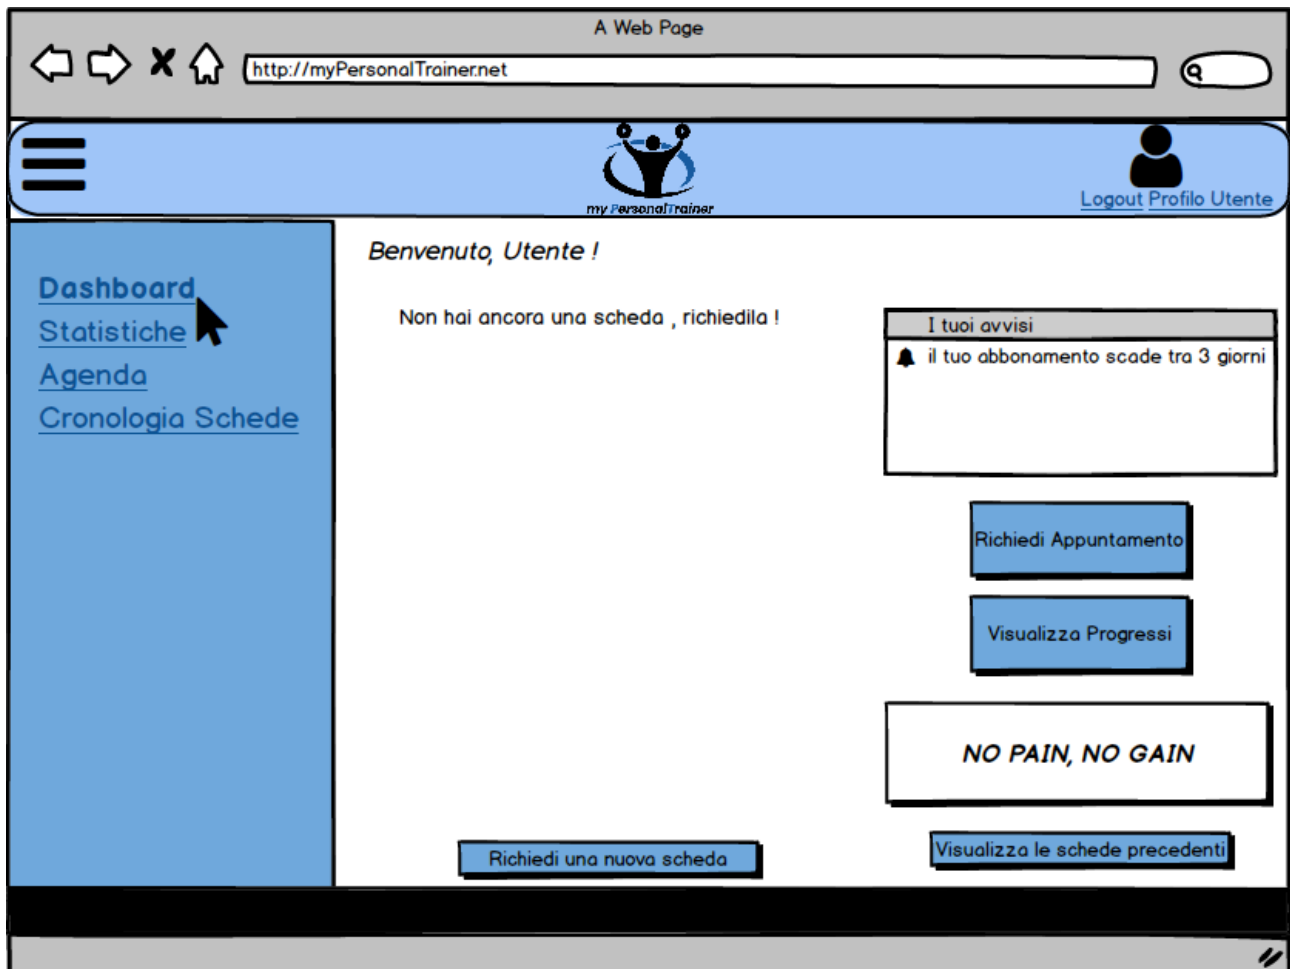 A Web Page
http://myPersonalTrainer.net
my PersonalTrainer
Logout Profilo Utente
Dashboard
Statistiche
Agenda
Cronologia Schede
Benvenuto, Utente !
Non hai ancora una scheda , richiedila !
I tuoi avvisi
il tuo abbonamento scade tra 3 giorni
Richiedi Appuntamento
Visualizza Progressi
NO PAIN, NO GAIN
Richiedi una nuova scheda
Visualizza le schede precedenti